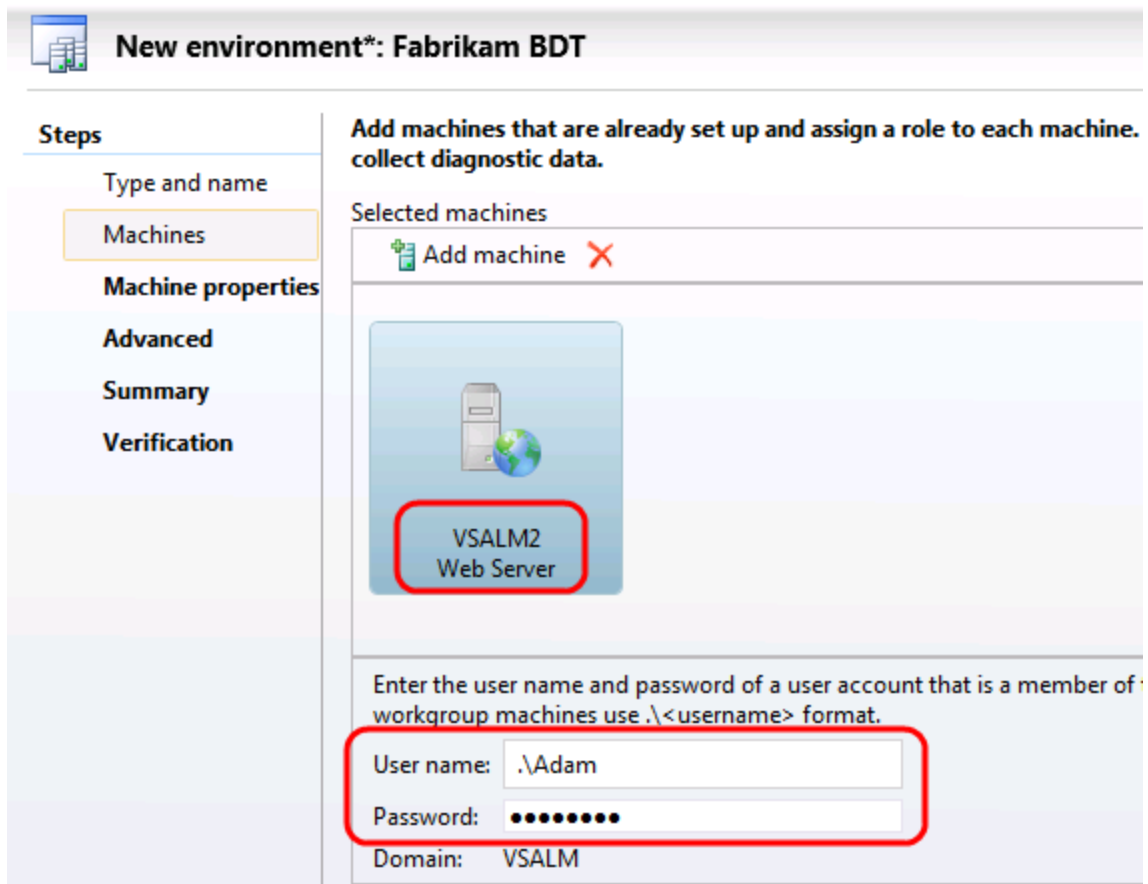 New environment*: Fabrikam BDT
Steps
Type and name
Machines
Machine properties
Advanced
Summary
Verification
Add machines that are already set up and assign a role to each machine.
collect diagnostic data.
Selected machines
Add machine
VSALM2
Web Server
Enter the user name and password of a user account that is a member of
workgroup machines use .\<username> format.
User name: .\Adam
Password: ●●●●●●●●
Domain: VSALM